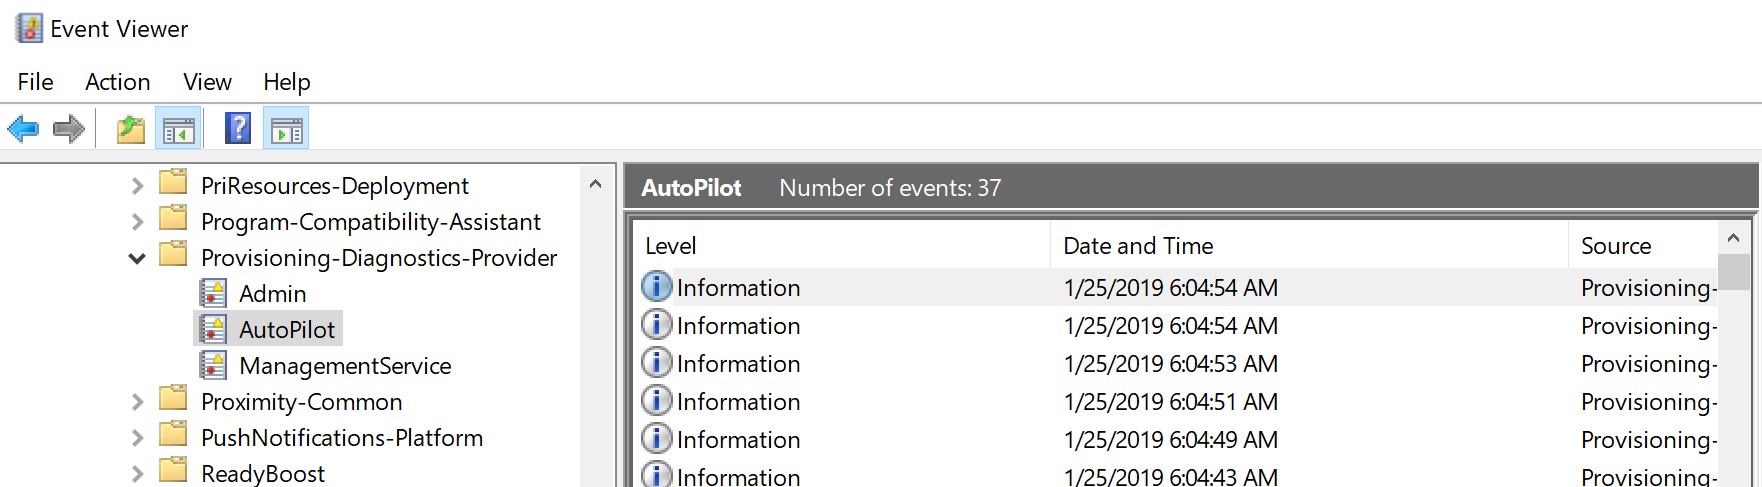 Event Viewer
File Action View Help
PriResources-Deployment
Program-Compatibility-Assistant
Provisioning-Diagnostics-Provider
Admin
AutoPilot
ManagementService
Proximity-Common
PushNotifications-Platform
ReadyBoost
AutoPilot Number of events: 37
Level Date and Time Source
Information 1/25/2019 6:04:54 AM Provisioning-
Information 1/25/2019 6:04:54 AM Provisioning-
Information 1/25/2019 6:04:53 AM Provisioning-
Information 1/25/2019 6:04:51 AM Provisioning-
Information 1/25/2019 6:04:49 AM Provisioning-
Information 1/25/2019 6:04:43 AM Provisioning-